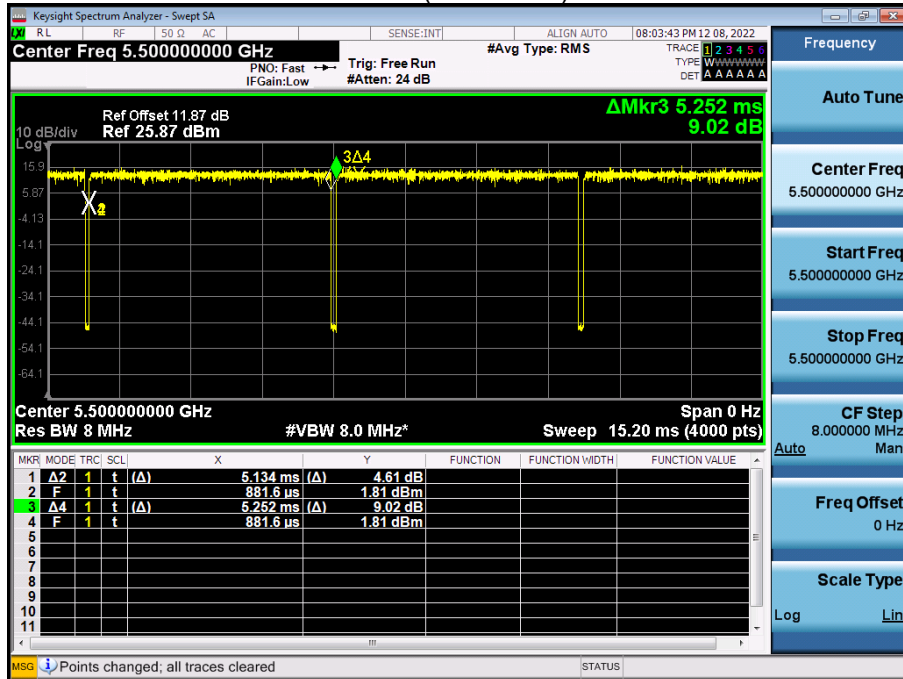 Keysight Spectrum Analyzer - Swept SA
LXI RL RF 50 Ω AC SENSE:INT ALIGN AUTO 08:03:43 PM 12 08, 2022
Center Freq 5.500000000 GHz #Avg Type: RMS TRACE 1 2 3 4 5 6
PNO: Fast Trig: Free Run TYPE WWWWWW
IFGain:Low #Atten: 24 dB DET A A A A A A
ΔMkr3 5.252 ms
9.02 dB
Ref Offset 11.87 dB
10 dB/div Ref 25.87 dBm
Log
15.9
5.87
-4.13
-14.1
-24.1
-34.1
-44.1
-54.1
-64.1
3Δ4
Center 5.500000000 GHz Span 0 Hz
Res BW 8 MHz #VBW 8.0 MHz* Sweep 15.20 ms (4000 pts)
MKR MODE TRC SCL X Y FUNCTION FUNCTION WIDTH FUNCTION VALUE
1 Δ2 1 t (Δ) 5.134 ms (Δ) 4.61 dB
2 F 1 t 881.6 µs 1.81 dBm
3 Δ4 1 t (Δ) 5.252 ms (Δ) 9.02 dB
4 F 1 t 881.6 µs 1.81 dBm
5
6
7
8
9
10
11
MSG Points changed; all traces cleared STATUS
Frequency
Auto Tune
Center Freq
5.500000000 GHz
Start Freq
5.500000000 GHz
Stop Freq
5.500000000 GHz
CF Step
8.000000 MHz
Auto Man
Freq Offset
0 Hz
Scale Type
Log Lin